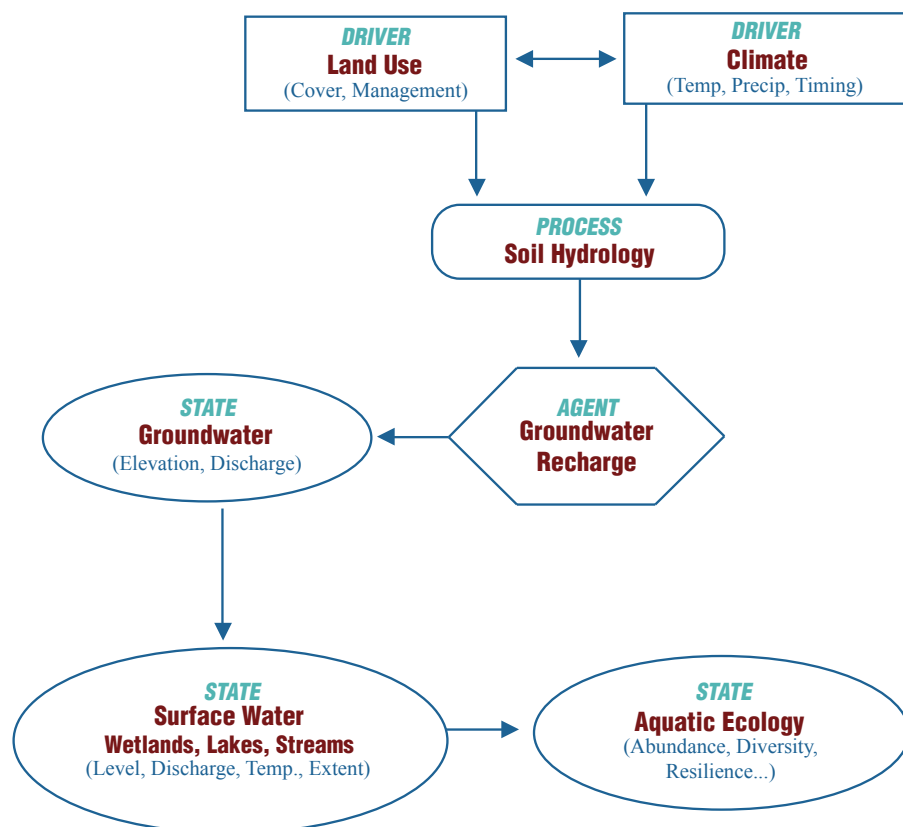 DRIVER
Land Use
(Cover, Management)
DRIVER
Climate
(Temp, Precip, Timing)
PROCESS
Soil Hydrology
STATE
Groundwater
(Elevation, Discharge)
AGENT
Groundwater
Recharge
STATE
Surface Water
Wetlands, Lakes, Streams
(Level, Discharge, Temp., Extent)
STATE
Aquatic Ecology
(Abundance, Diversity,
Resilience...)